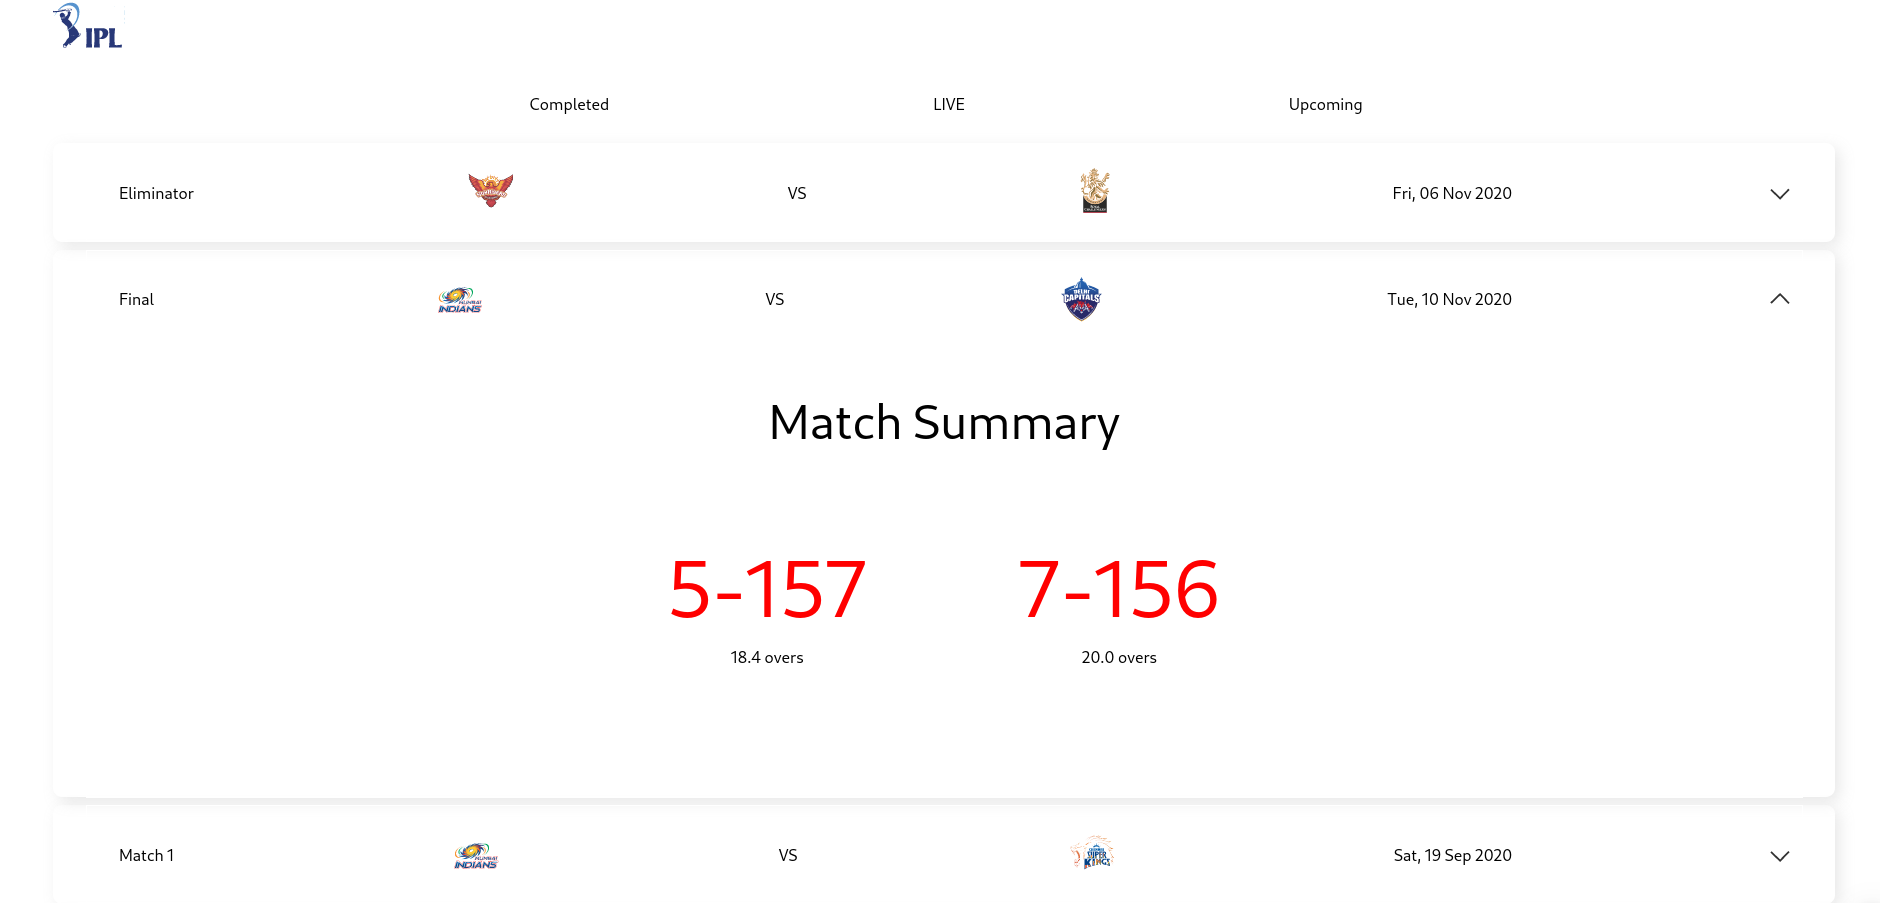 IPL
Completed LIVE Upcoming
Eliminator VS Fri, 06 Nov 2020
Final MUMBAI INDIANS VS DELHI CAPITALS Tue, 10 Nov 2020
Match Summary
5-157 7-156
18.4 overs 20.0 overs
Match 1 MUMBAI INDIANS VS SUPER KINGS Sat, 19 Sep 2020